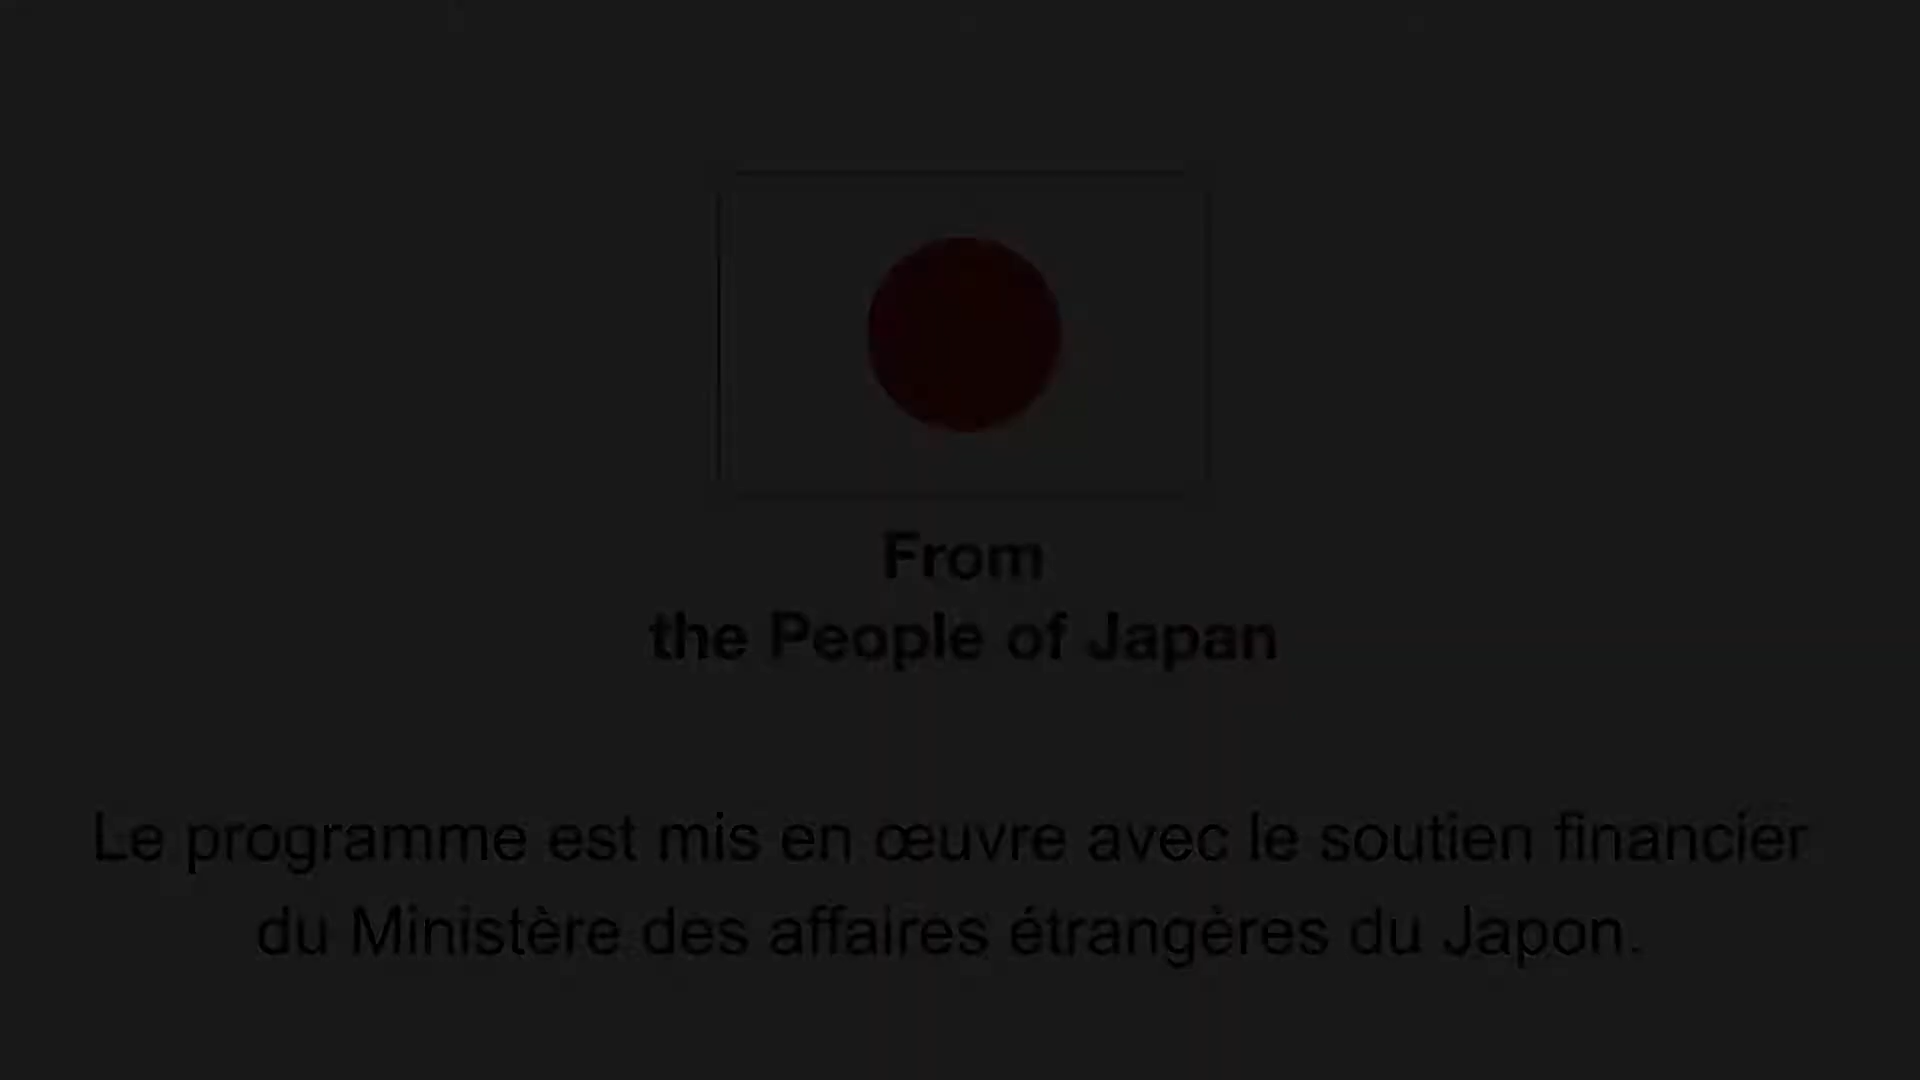 From
the People of Japan
Le programme est mis en œuvre avec le soutien financier
du Ministère des affaires étrangères du Japon.